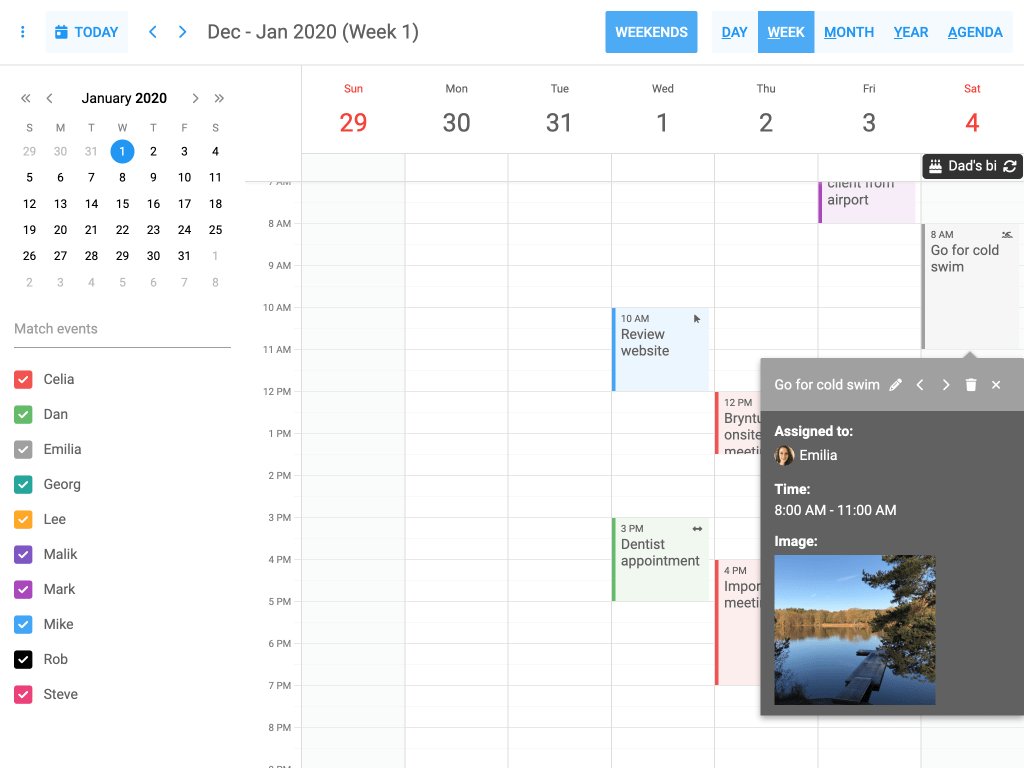 TODAY
Dec - Jan 2020 (Week 1)
WEEKENDS
DAY
WEEK
MONTH
YEAR
AGENDA
January 2020
S M T W T F S
29 30 31 1 2 3 4
5 6 7 8 9 10 11
12 13 14 15 16 17 18
19 20 21 22 23 24 25
26 27 28 29 30 31 1
2 3 4 5 6 7 8
Match events
Celia
Dan
Emilia
Georg
Lee
Malik
Mark
Mike
Rob
Steve
Sun Mon Tue Wed Thu Fri Sat
29 30 31 1 2 3 4
Dad's bi
7 AM
8 AM
9 AM
10 AM
11 AM
12 PM
1 PM
2 PM
3 PM
4 PM
5 PM
6 PM
7 PM
8 PM
10 AM
Review
website
3 PM
Dentist
appointment
12 PM
Bryntu
onsite
meeti
4 PM
Impor
meeti
client from
airport
8 AM
Go for cold
swim
Go for cold swim
Assigned to:
Emilia
Time:
8:00 AM - 11:00 AM
Image: